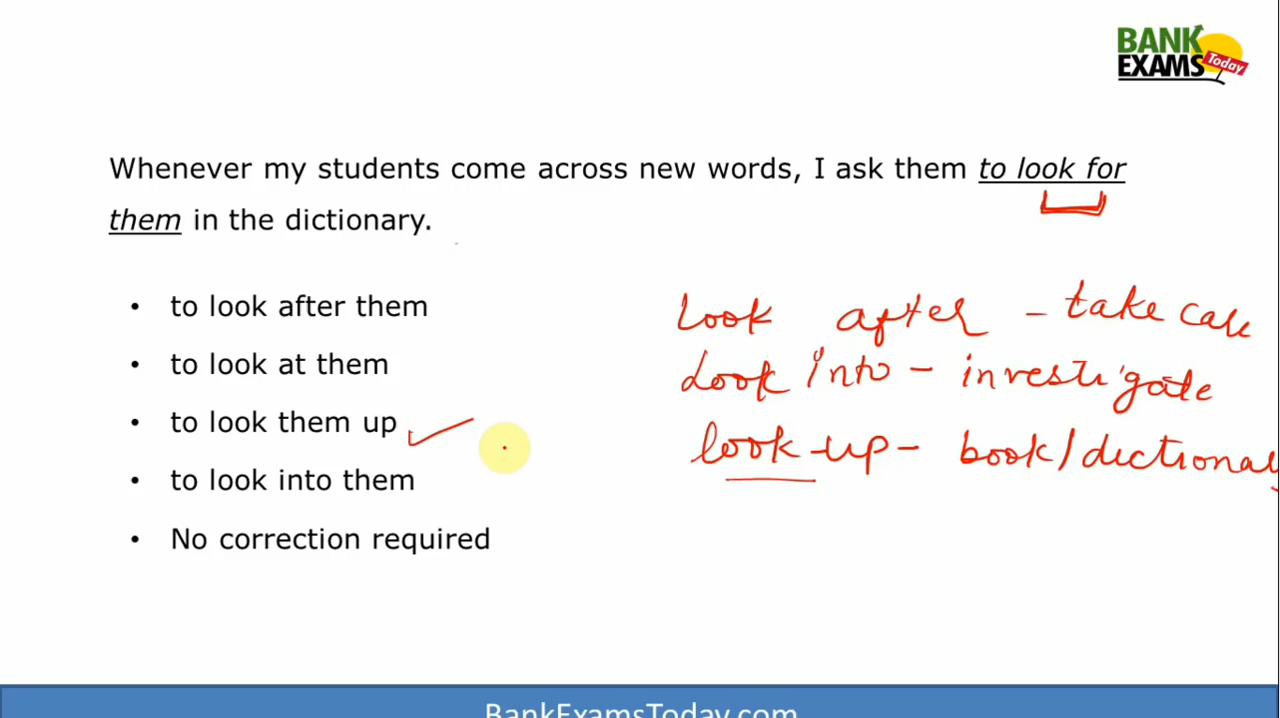 BANK
EXAMS Today
Whenever my students come across new words, I ask them to look for
them in the dictionary.
• to look after them
• to look at them
• to look them up
• to look into them
• No correction required
look after - take care
Look into - investigate
look-up - book/dictionary
BankExamsToday.com